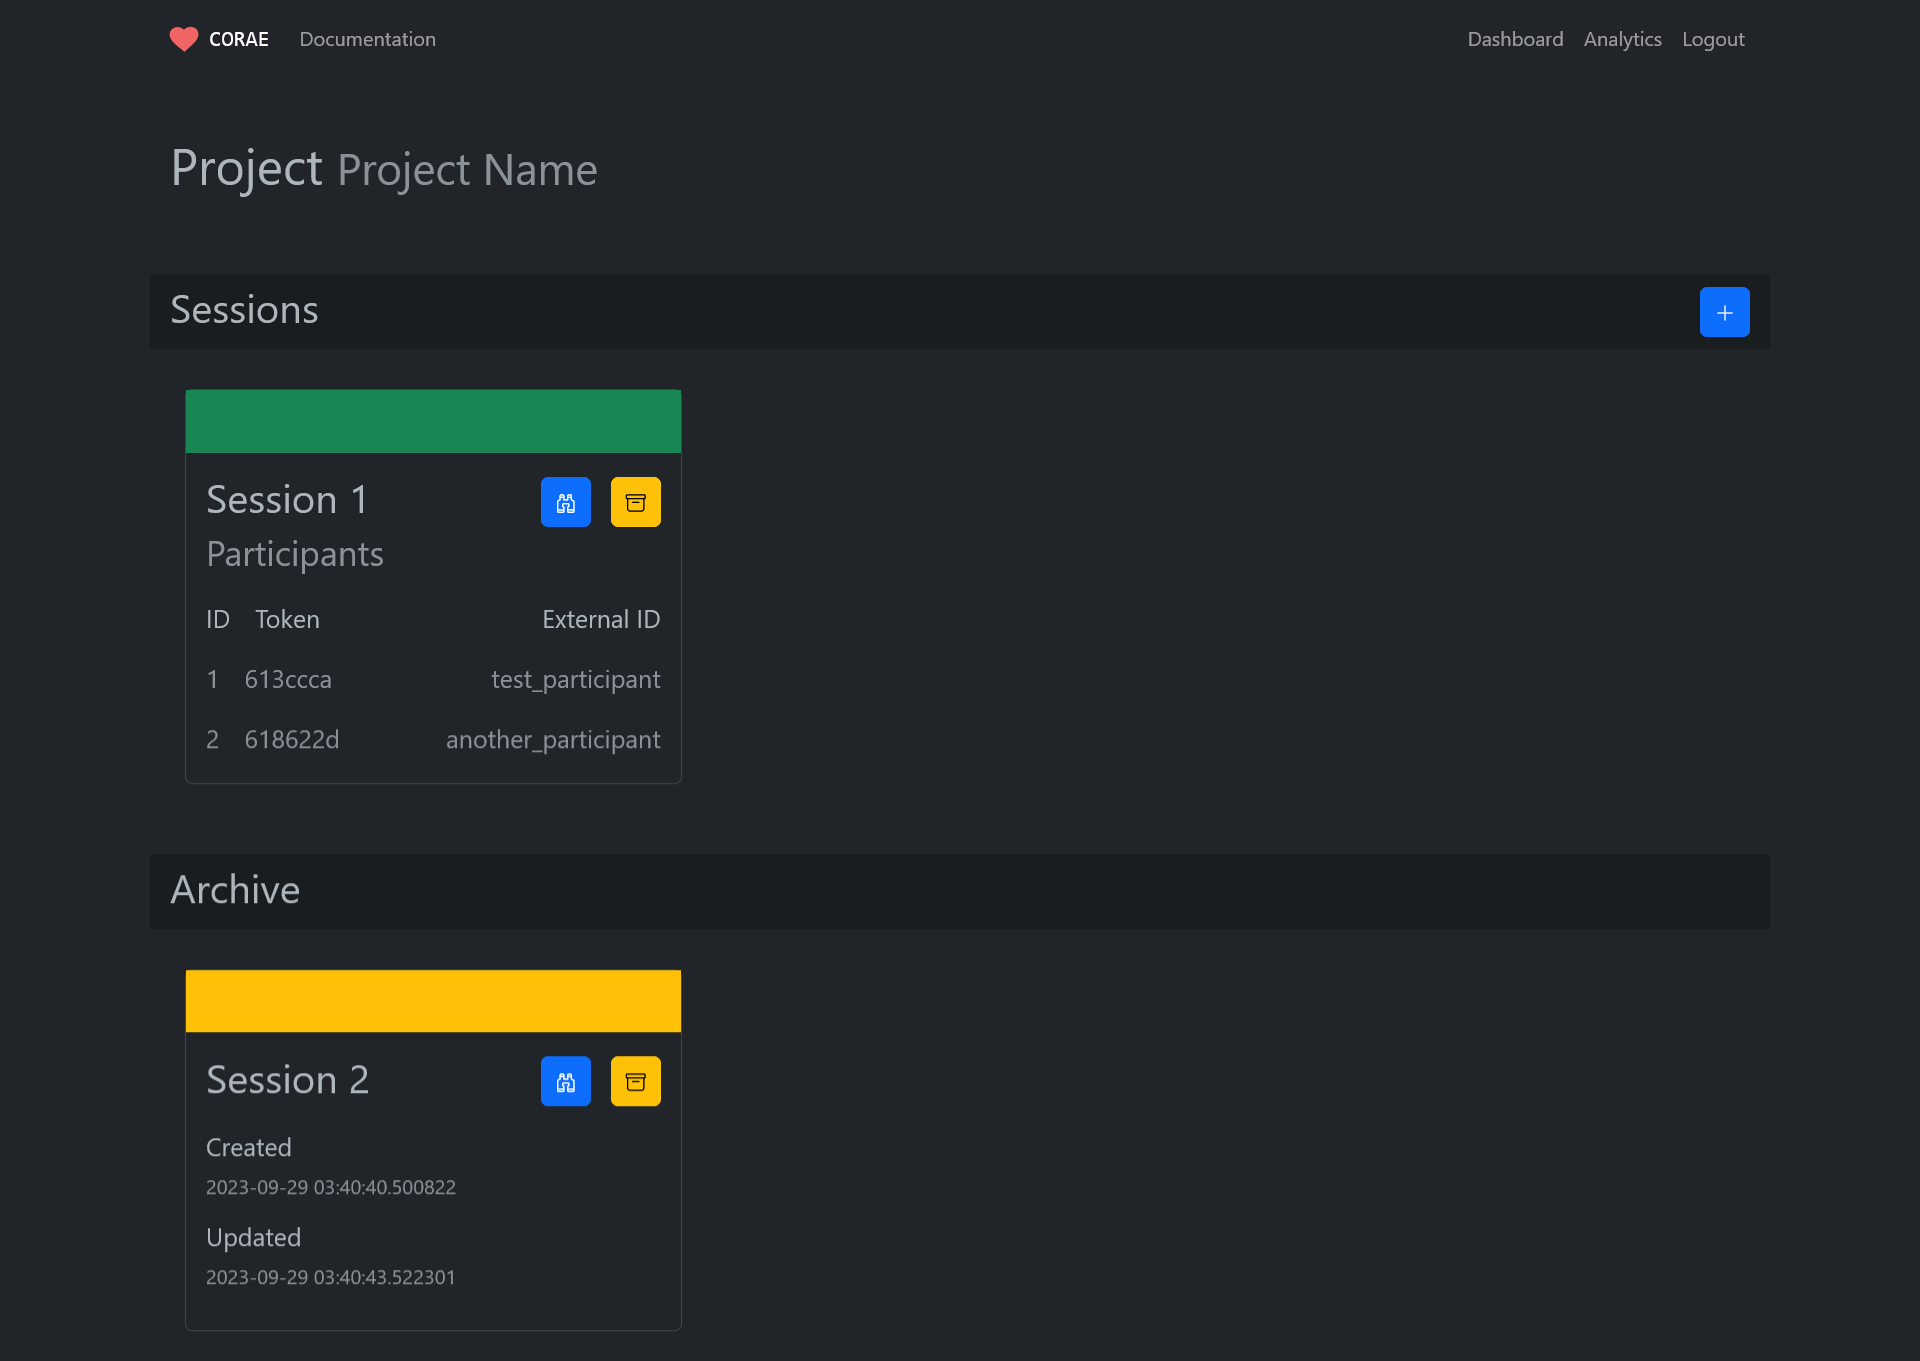 CORAE Documentation Dashboard Analytics Logout
Project Project Name
Sessions
Session 1
Participants
ID Token External ID
1 613ccca test_participant
2 618622d another_participant
Archive
Session 2
Created
2023-09-29 03:40:40.500822
Updated
2023-09-29 03:40:43.522301